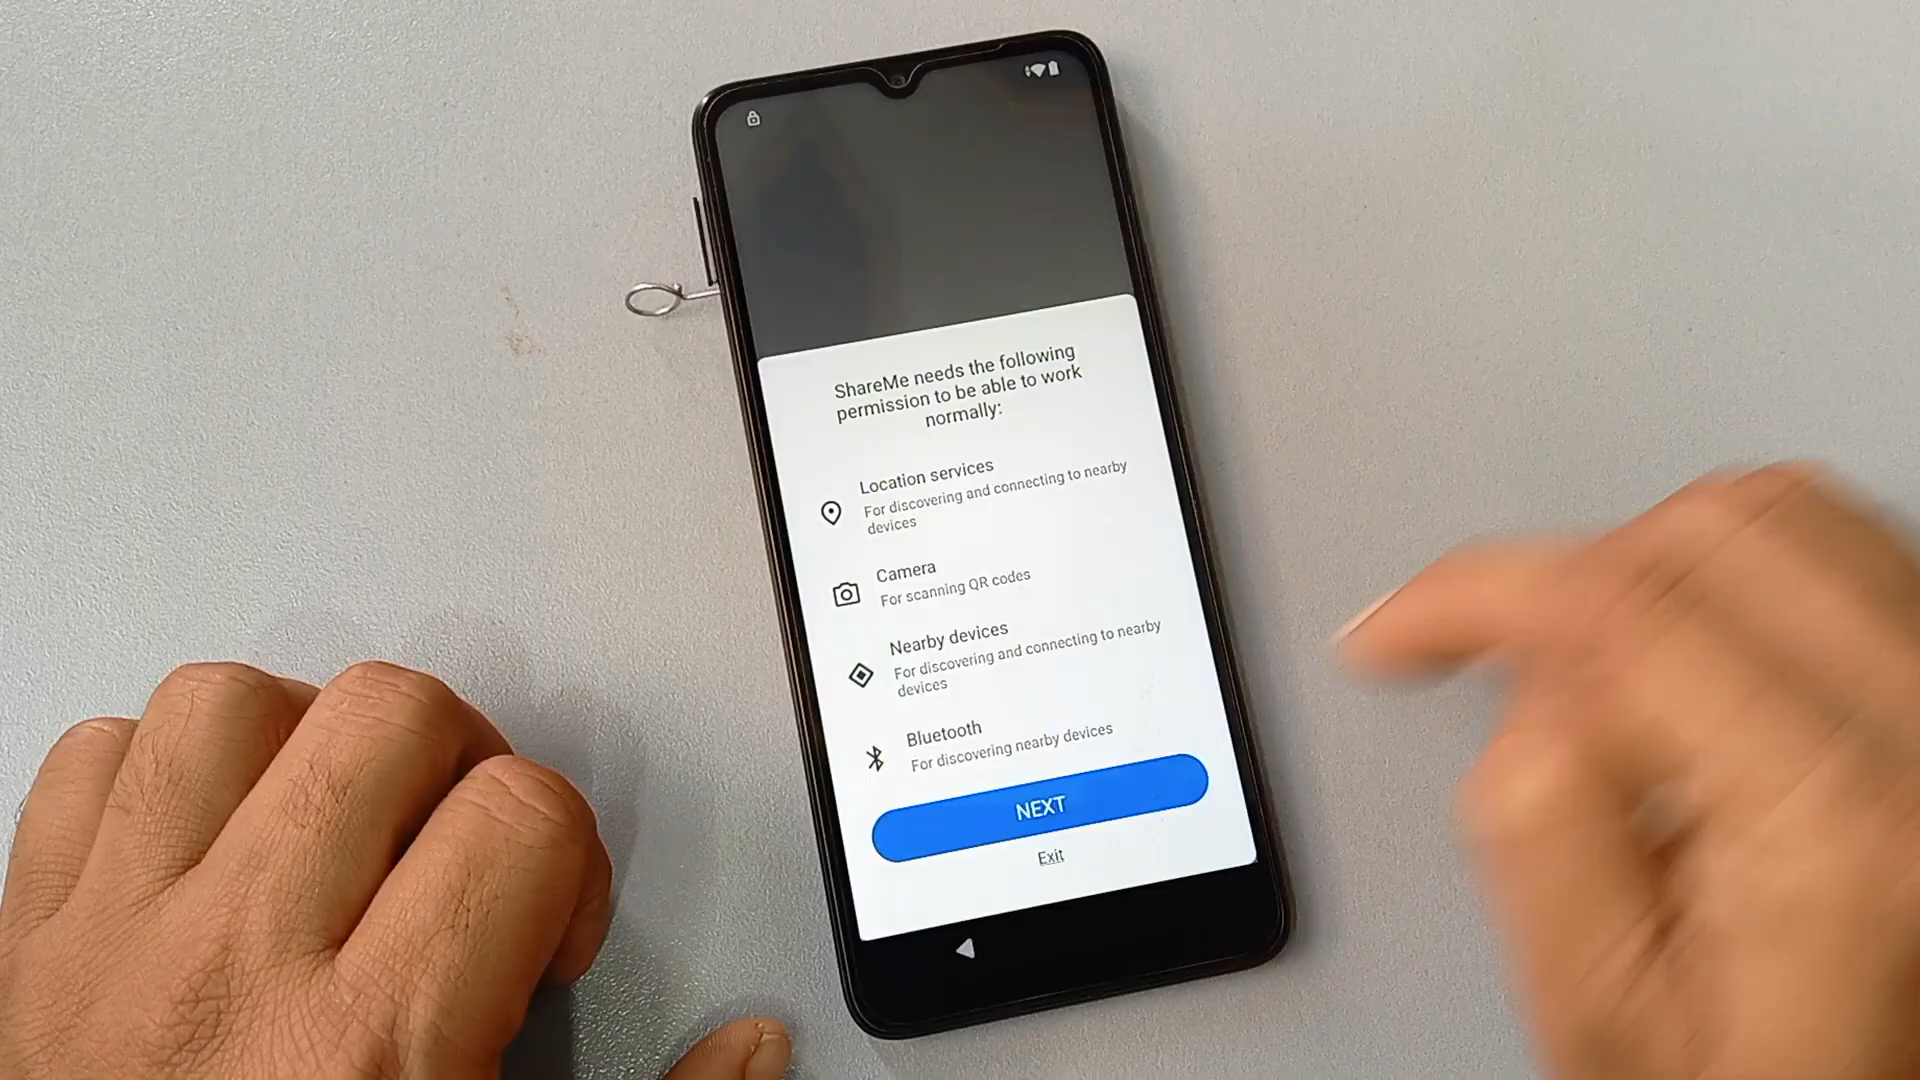 ShareMe needs the following
permission to be able to work
normally:
Location services
For discovering and connecting to nearby
devices
Camera
For scanning QR codes
Nearby devices
For discovering and connecting to nearby
devices
Bluetooth
For discovering nearby devices
NEXT
Exit